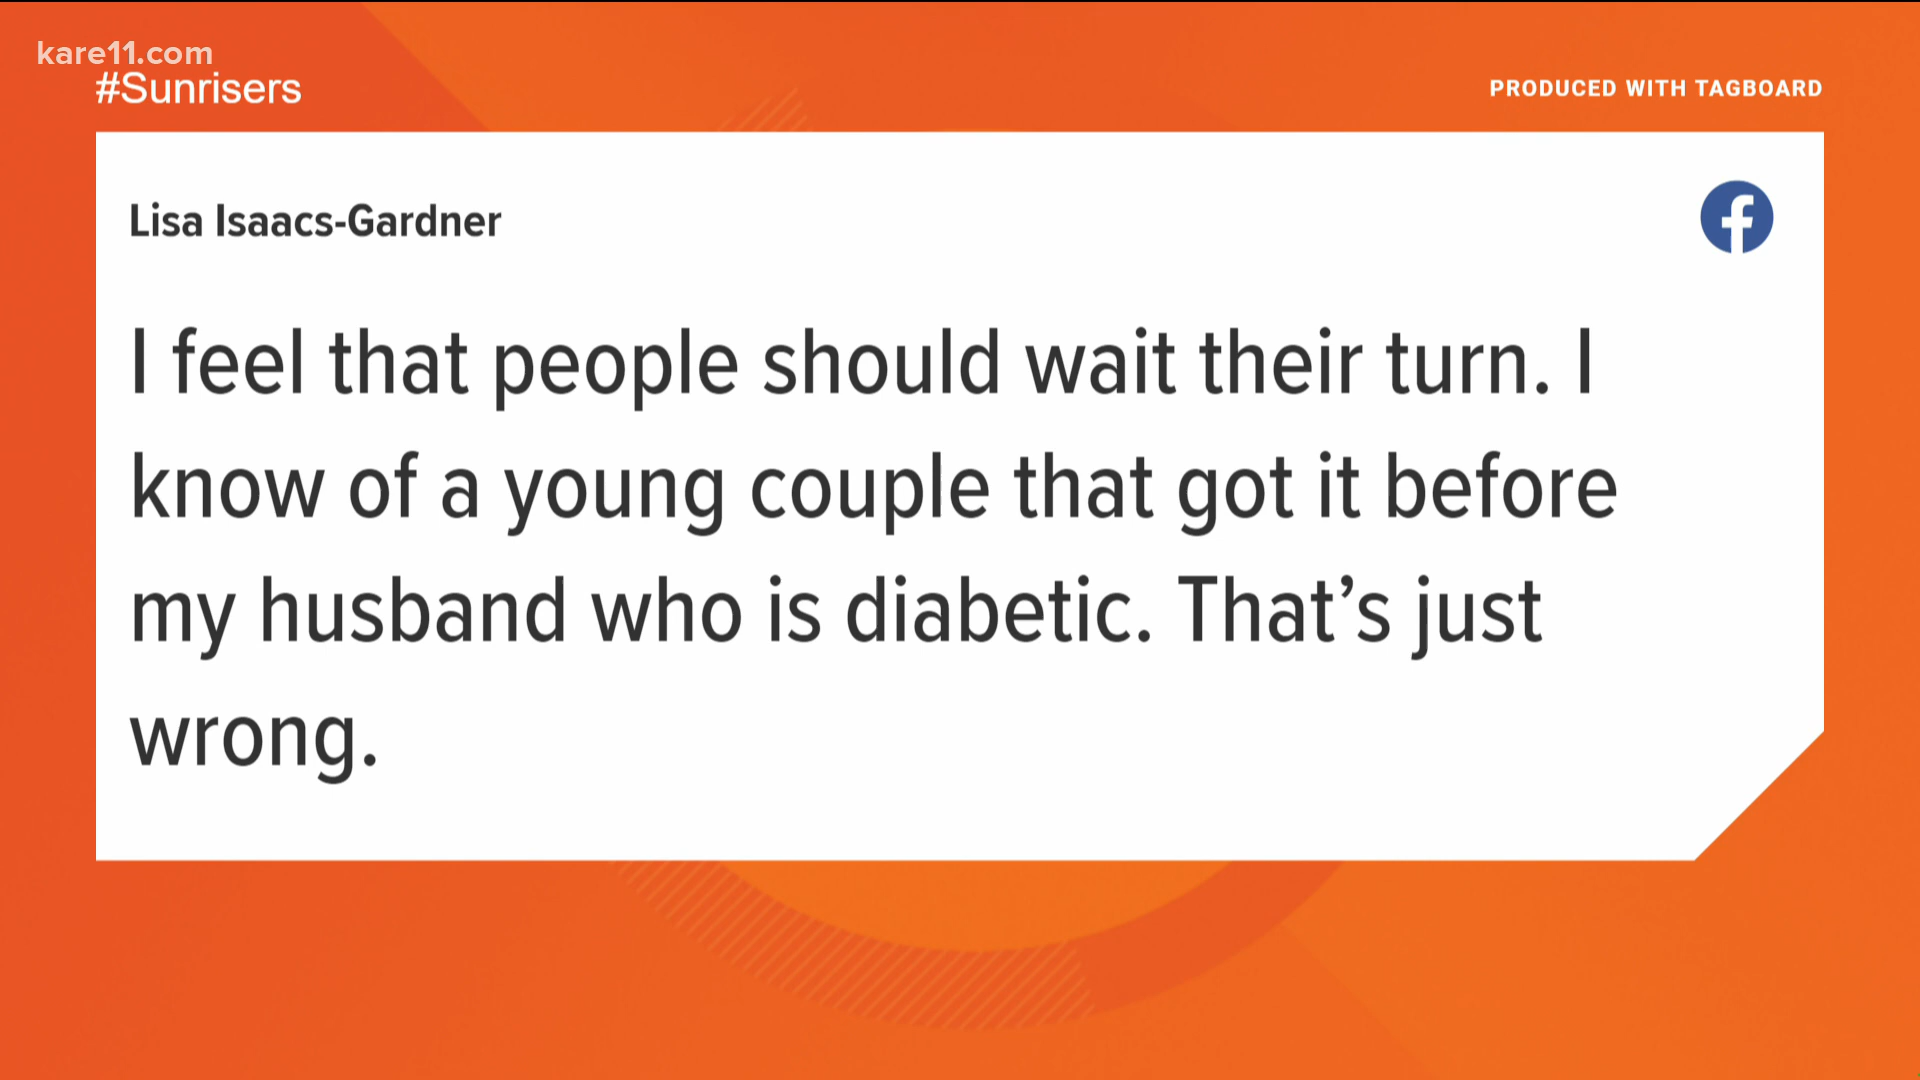 kare11.com
#Sunrisers
PRODUCED WITH TAGBOARD
Lisa Isaacs-Gardner
I feel that people should wait their turn. I
know of a young couple that got it before
my husband who is diabetic. That’s just
wrong.